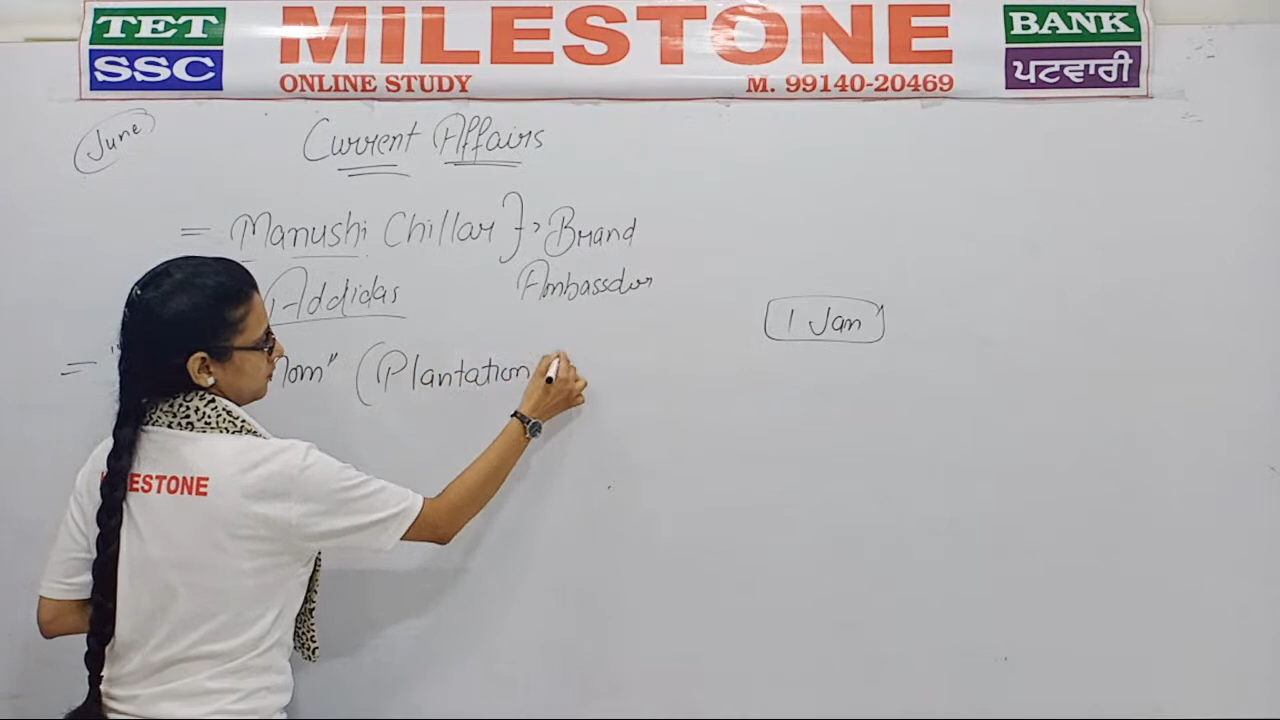 TET
SSC
MiLESTONE
ONLINE STUDY
M. 99140-20469
BANK
ਪਟਵਾਰੀ
June
Current Affairs
= Manushi Chillar } → Brand
Ambassdor
Addidas
1 Jan
= " mom" (Plantation
ESTONE